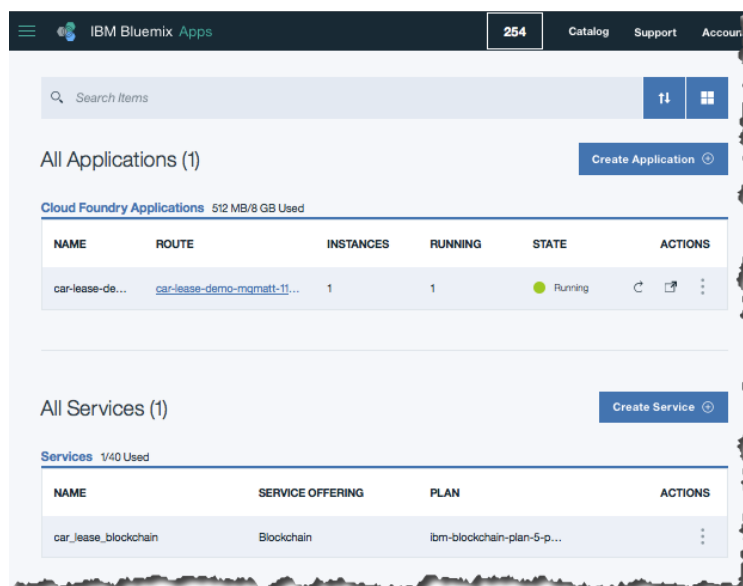 IBM Bluemix Apps 254 Catalog Support Accoun
Search Items
All Applications (1) Create Application
Cloud Foundry Applications 512 MB/8 GB Used
NAME ROUTE INSTANCES RUNNING STATE ACTIONS
car-lease-de... car-lease-demo-mqmatt-11... 1 1 Running
All Services (1) Create Service
Services 1/40 Used
NAME SERVICE OFFERING PLAN ACTIONS
car_lease_blockchain Blockchain ibm-blockchain-plan-5-p...